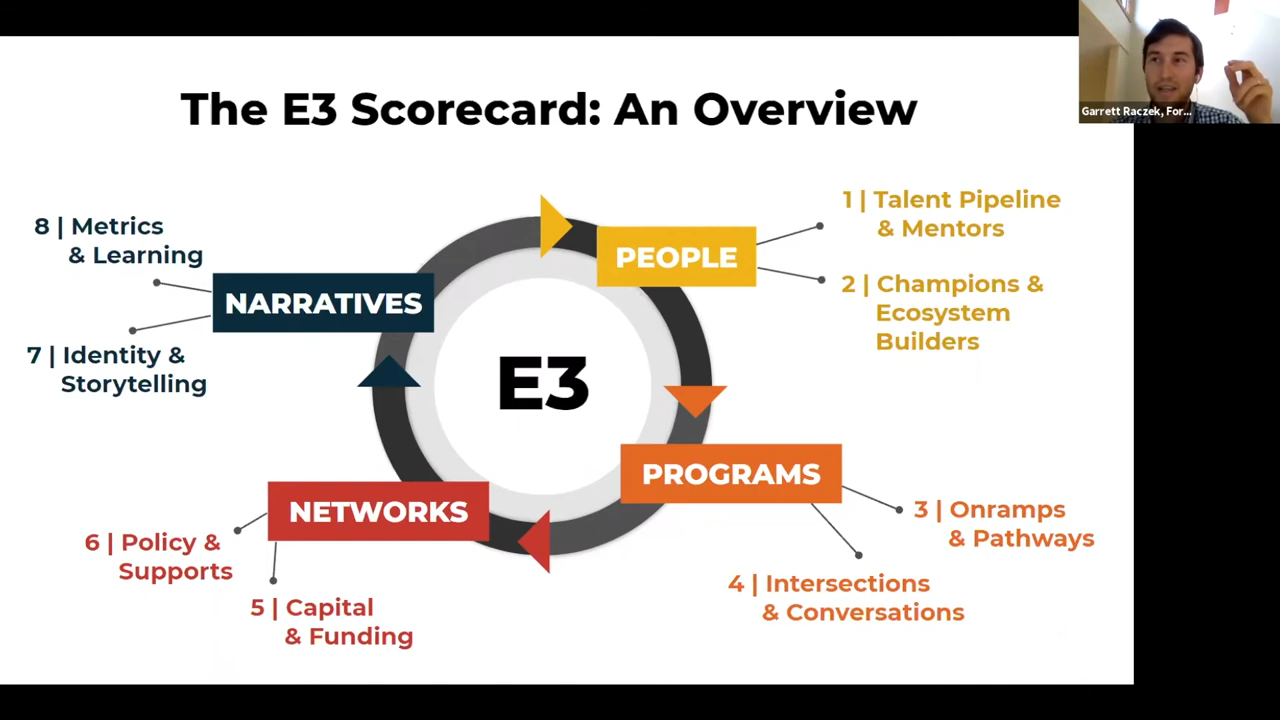 The E3 Scorecard: An Overview
Garrett Raczek, For...
8 | Metrics
& Learning
NARRATIVES
7 | Identity &
Storytelling
PEOPLE
1 | Talent Pipeline
& Mentors
2 | Champions &
Ecosystem
Builders
E3
PROGRAMS
3 | Onramps
& Pathways
4 | Intersections
& Conversations
NETWORKS
6 | Policy &
Supports
5 | Capital
& Funding